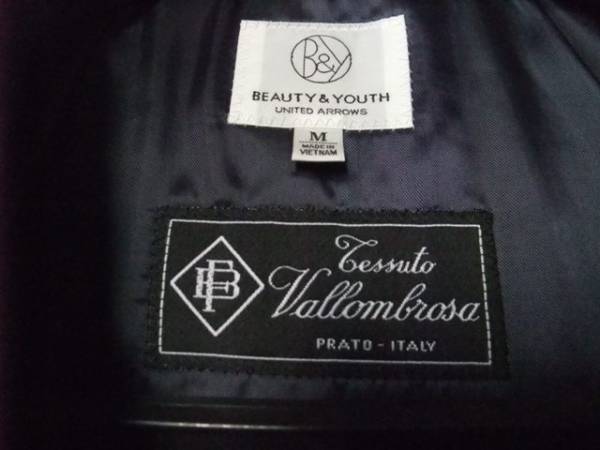 B&Y
BEAUTY & YOUTH
UNITED ARROWS
M
MADE IN
VIETNAM
Tessuto
Vallombrosa
PRATO - ITALY